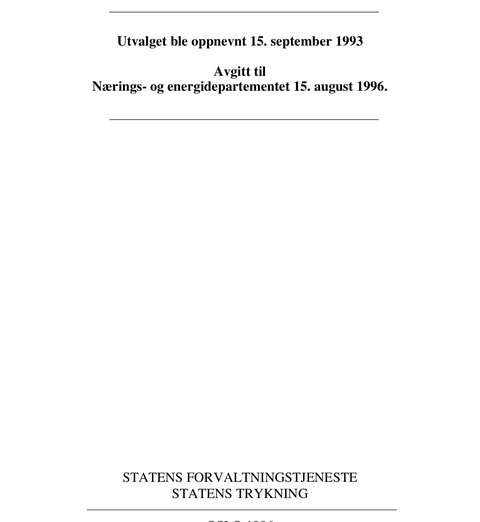 Utvalget ble oppnevnt 15. september 1993
Avgitt til
Nærings- og energidepartementet 15. august 1996.
STATENS FORVALTNINGSTJENESTE
STATENS TRYKNING